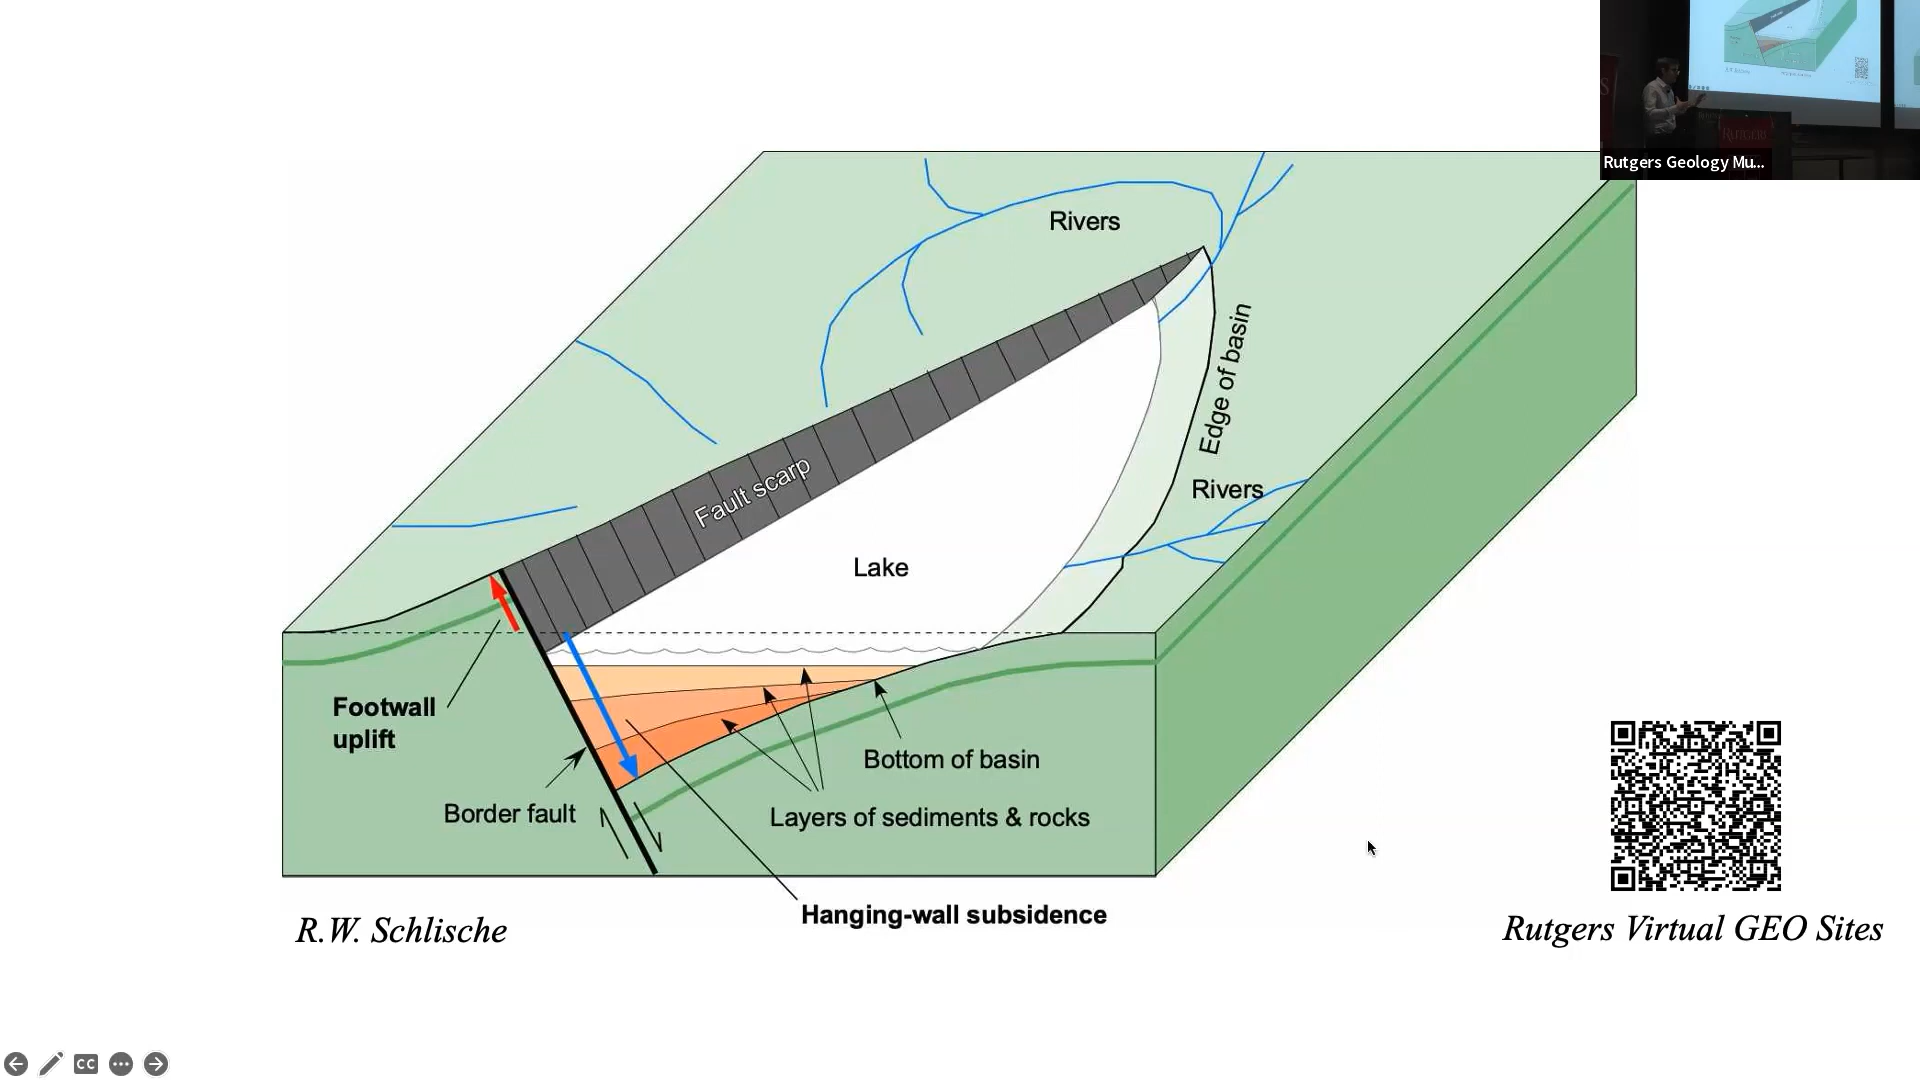 Rutgers Geology Mu...
RUTGERS
Rivers
Edge of basin
Rivers
Fault scarp
Lake
Footwall
uplift
Bottom of basin
Border fault
Layers of sediments & rocks
Hanging-wall subsidence
R.W. Schlische
Rutgers Virtual GEO Sites
CC